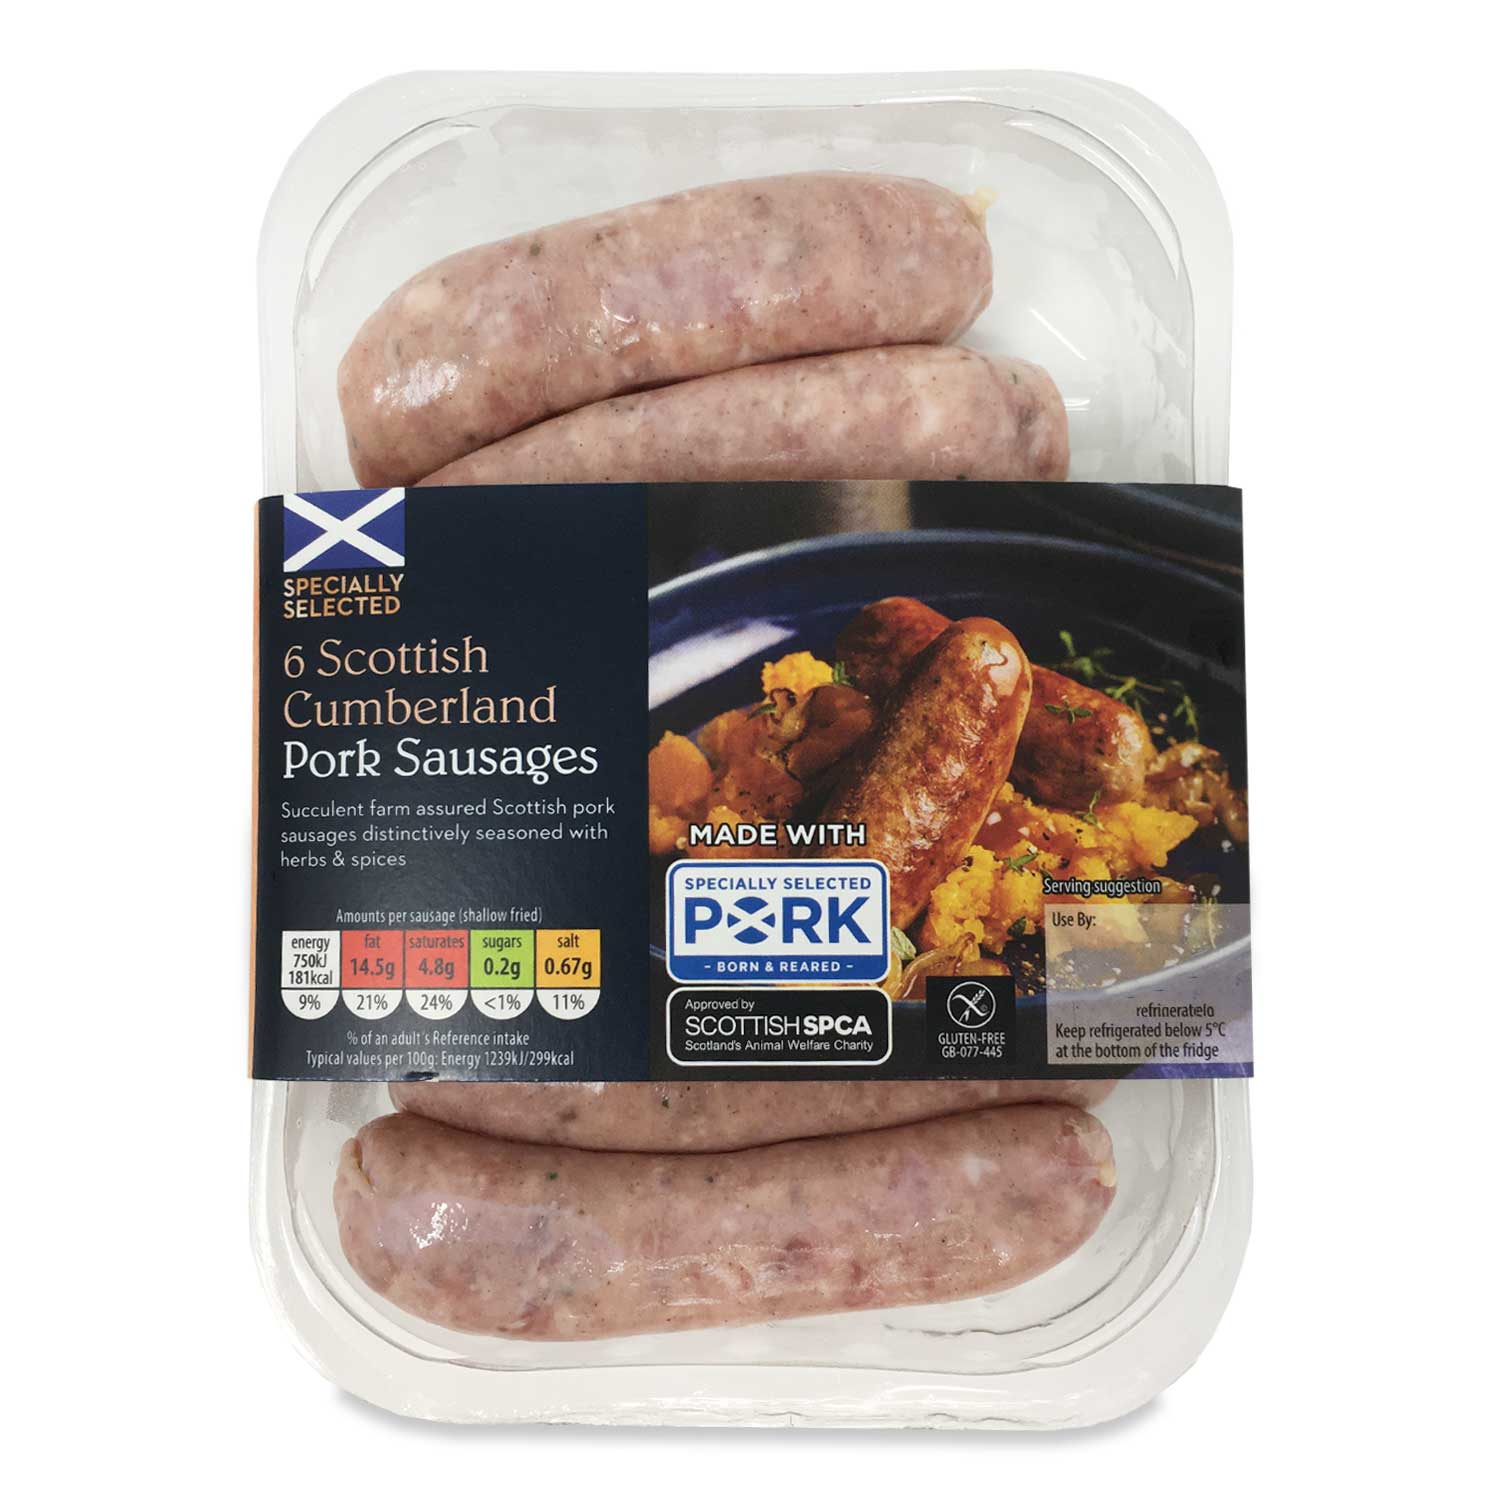 SPECIALLY
SELECTED
6 Scottish
Cumberland
Pork Sausages
Succulent farm assured Scottish pork
sausages distinctively seasoned with
herbs & spices
Amounts per sausage (shallow fried)
energy
750kJ
181kcal
9%
fat
14.5g
21%
saturates
4.8g
24%
sugars
0.2g
<1%
salt
0.67g
11%
% of an adult's Reference intake
Typical values per 100g: Energy 1239kJ/299kcal
MADE WITH
SPECIALLY SELECTED
PORK
- BORN & REARED -
Approved by
SCOTTISH SPCA
Scotland's Animal Welfare Charity
GLUTEN-FREE
GB-077-445
Serving suggestion
Use By:
Keep refrigerated below 5°C
at the bottom of the fridge